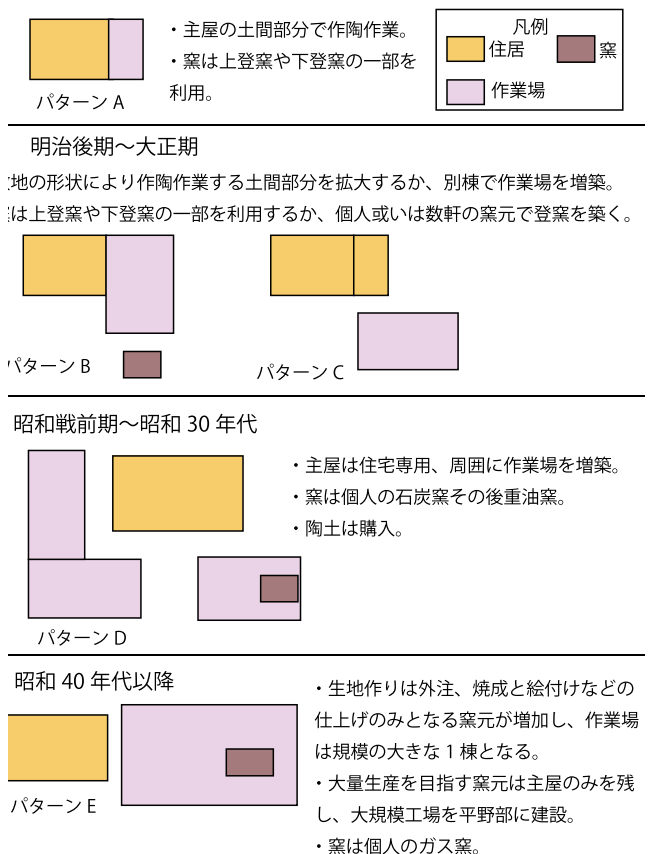 ・主屋の土間部分で作陶作業。
・窯は上登窯や下登窯の一部を
利用。
パターン A
凡例
住居
窯
作業場
明治後期～大正期
地の形状により作陶作業する土間部分を拡大するか、別棟で作業場を増築。
は上登窯や下登窯の一部を利用するか、個人或いは数軒の窯元で登窯を築く。
パターン B
パターン C
昭和戦前期～昭和 30 年代
・主屋は住宅専用、周囲に作業場を増築。
・窯は個人の石炭窯その後重油窯。
・陶土は購入。
パターン D
昭和 40 年代以降
・生地作りは外注、焼成と絵付けなどの
仕上げのみとなる窯元が増加し、作業場
は規模の大きな 1 棟となる。
・大量生産を目指す窯元は主屋のみを残
し、大規模工場を平野部に建設。
・窯は個人のガス窯。
パターン E